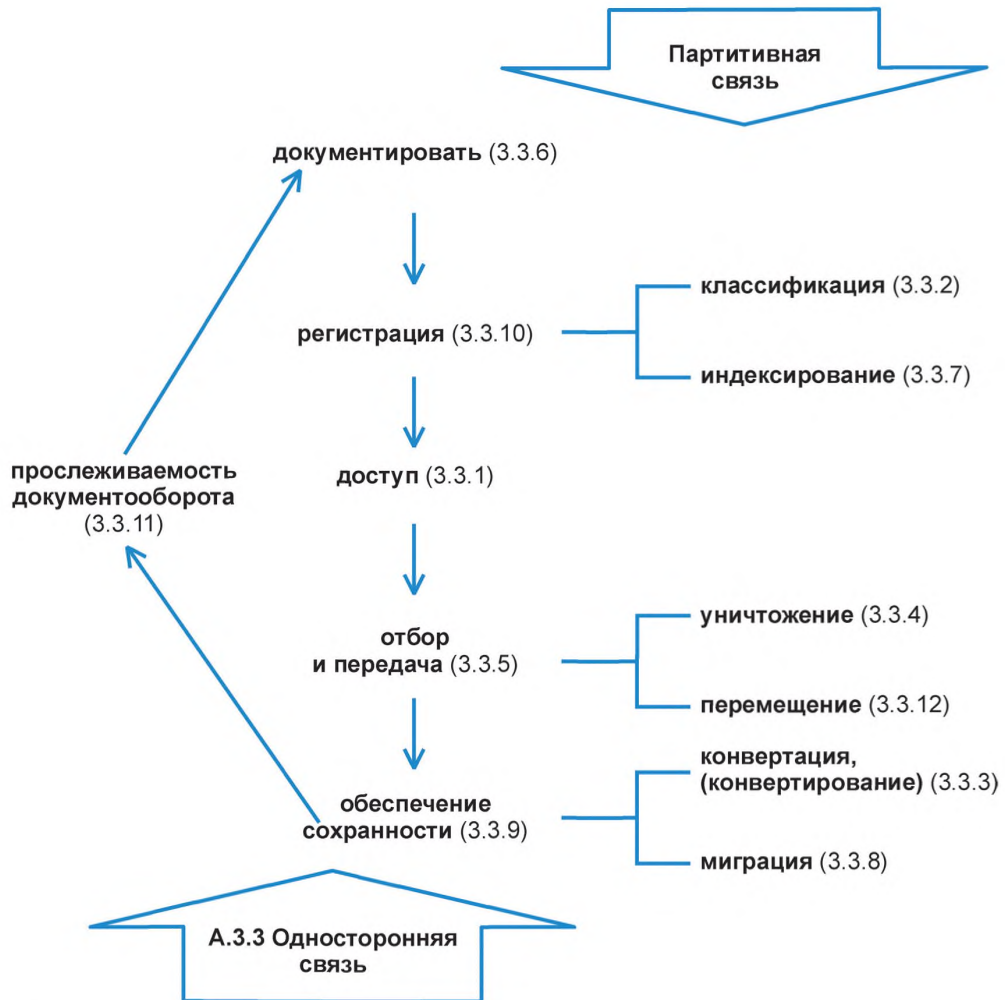 Партитивная
связь
документировать (3.3.6)
классификация (3.3.2)
регистрация (3.3.10)
индексирование (3.3.7)
прослеживаемость
документооборота
(3.3.11)
доступ (3.3.1)
уничтожение (3.3.4)
отбор
и передача (3.3.5)
перемещение (3.3.12)
конвертация,
(конвертирование) (3.3.3)
обеспечение
сохранности (3.3.9)
миграция (3.3.8)
А.3.3 Односторонняя
связь